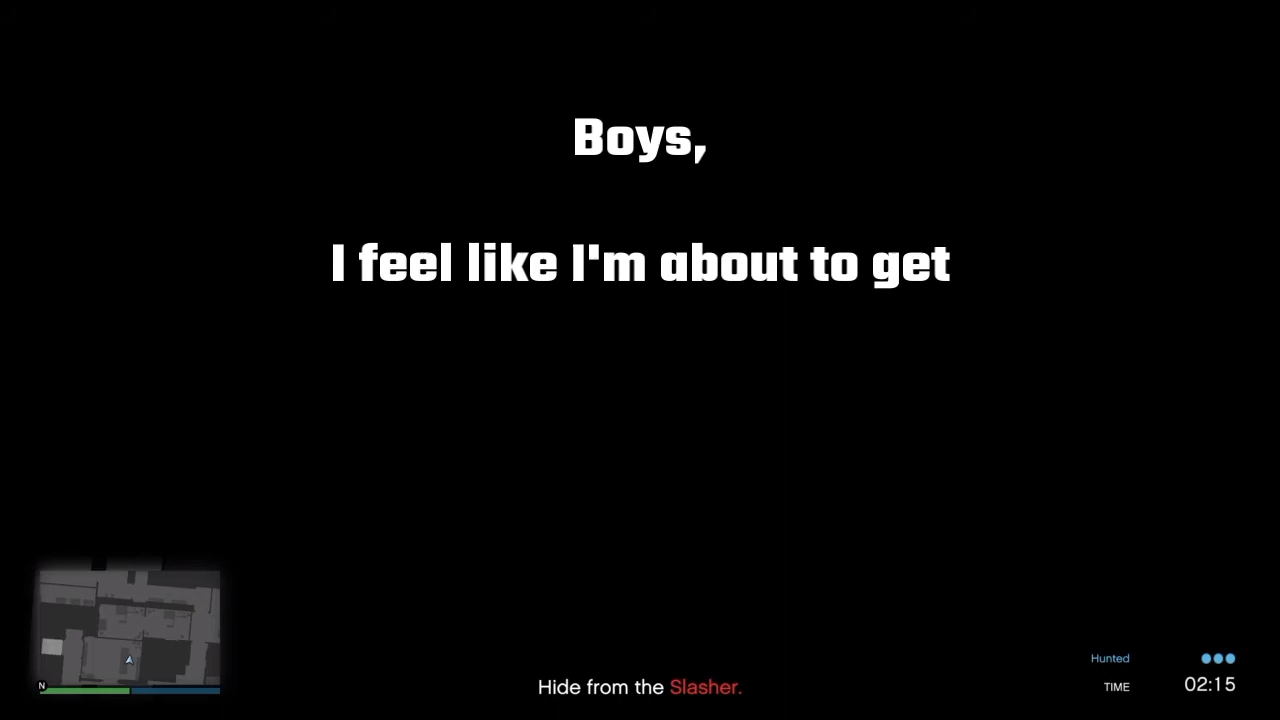 Boys,
I feel like I'm about to get
N
Hunted
TIME 02:15
Hide from the Slasher.